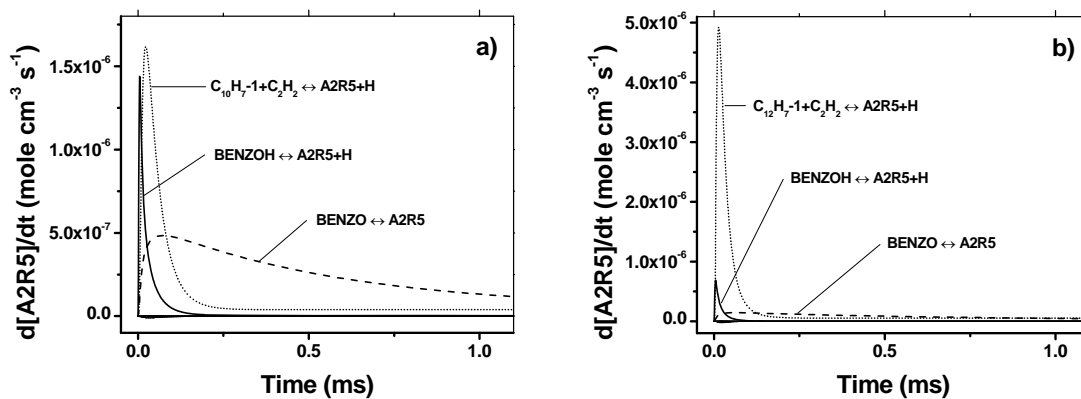 a)
d[A2R5]/dt (mole cm⁻³ s⁻¹)
1.5x10⁻⁶
1.0x10⁻⁶
5.0x10⁻⁷
0.0
C₁₀H₇-1+C₂H₂ ↔ A2R5+H
BENZOH ↔ A2R5+H
BENZO ↔ A2R5
0.0 0.5 1.0
Time (ms)
b)
d[A2R5]/dt (mole cm⁻³ s⁻¹)
5.0x10⁻⁶
4.0x10⁻⁶
3.0x10⁻⁶
2.0x10⁻⁶
1.0x10⁻⁶
0.0
C₁₂H₇-1+C₂H₂ ↔ A2R5+H
BENZOH ↔ A2R5+H
BENZO ↔ A2R5
0.0 0.5 1.0
Time (ms)